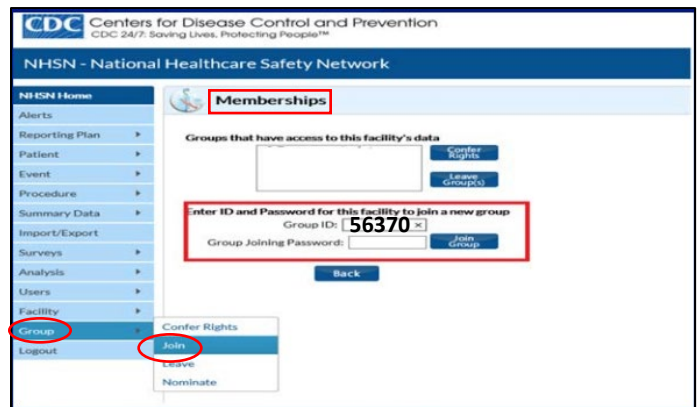 CDC Centers for Disease Control and Prevention
CDC 24/7: Saving Lives. Protecting People™
NHSN - National Healthcare Safety Network
NHSN Home
Alerts
Reporting Plan
Patient
Event
Procedure
Summary Data
Import/Export
Surveys
Analysis
Users
Facility
Group
Logout
Memberships
Groups that have access to this facility's data
Confer Rights
Leave Group(s)
Enter ID and Password for this facility to join a new group
Group ID: 56370 ×
Group Joining Password:
Join Group
Back
Confer Rights
Join
Leave
Nominate